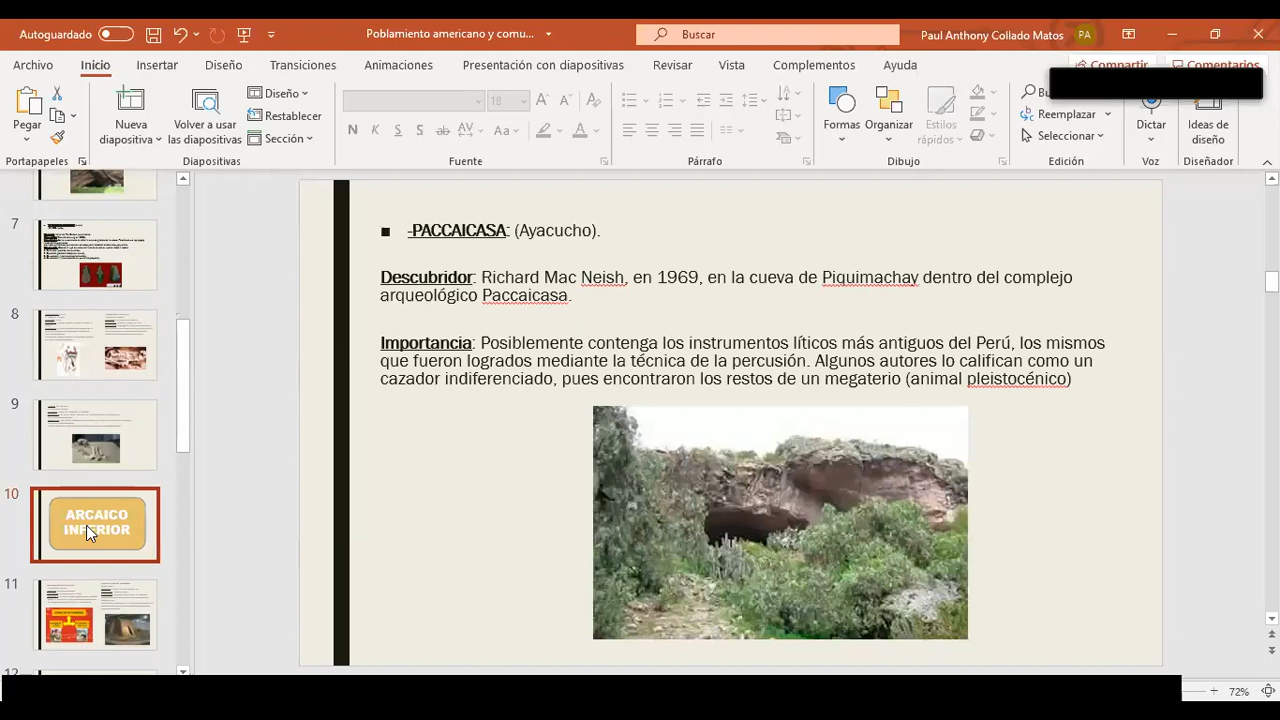 Autoguardado
Poblamiento americano y comu...
Buscar
Paul Anthony Collado Matos
PA
Archivo
Inicio
Insertar
Diseño
Transiciones
Animaciones
Presentación con diapositivas
Revisar
Vista
Complementos
Ayuda
Compartir
Comentarios
Pegar
Nueva
diapositiva
Volver a usar
las diapositivas
Diseño
Restablecer
Sección
18
N K S S ab AV Aa A
Formas
Organizar
Estilos
rápidos
Reemplazar
Seleccionar
Dictar
Ideas de
diseño
Portapapeles
Diapositivas
Fuente
Párrafo
Dibujo
Edición
Voz
Diseñador
7
8
9
10
ARCAICO
INFERIOR
11
12
-PACCAICASA: (Ayacucho).
Descubridor: Richard Mac Neish, en 1969, en la cueva de Piquimachay dentro del complejo
arqueológico Paccaicasa.
Importancia: Posiblemente contenga los instrumentos líticos más antiguos del Perú, los mismos
que fueron logrados mediante la técnica de la percusión. Algunos autores lo califican como un
cazador indiferenciado, pues encontraron los restos de un megaterio (animal pleistocénico)
72%